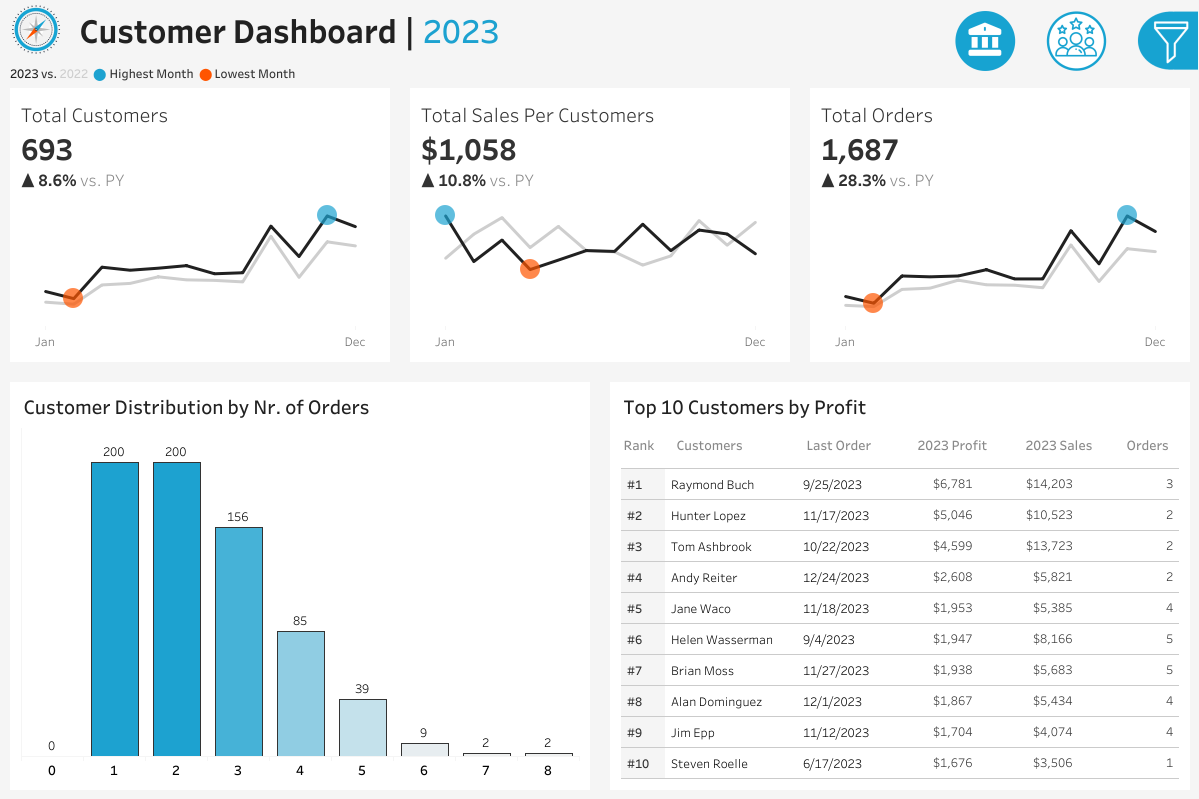 Customer Dashboard | 2023
2023 vs. 2022 Highest Month Lowest Month
Total Customers
693
▲ 8.6% vs. PY
Jan Dec
Total Sales Per Customers
$1,058
▲ 10.8% vs. PY
Jan Dec
Total Orders
1,687
▲ 28.3% vs. PY
Jan Dec
Customer Distribution by Nr. of Orders
0 200 200 156 85 39 9 2 2
0 1 2 3 4 5 6 7 8
Top 10 Customers by Profit
Rank Customers Last Order 2023 Profit 2023 Sales Orders
#1 Raymond Buch 9/25/2023 $6,781 $14,203 3
#2 Hunter Lopez 11/17/2023 $5,046 $10,523 2
#3 Tom Ashbrook 10/22/2023 $4,599 $13,723 2
#4 Andy Reiter 12/24/2023 $2,608 $5,821 2
#5 Jane Waco 11/18/2023 $1,953 $5,385 4
#6 Helen Wasserman 9/4/2023 $1,947 $8,166 5
#7 Brian Moss 11/27/2023 $1,938 $5,683 5
#8 Alan Dominguez 12/1/2023 $1,867 $5,434 4
#9 Jim Epp 11/12/2023 $1,704 $4,074 4
#10 Steven Roelle 6/17/2023 $1,676 $3,506 1